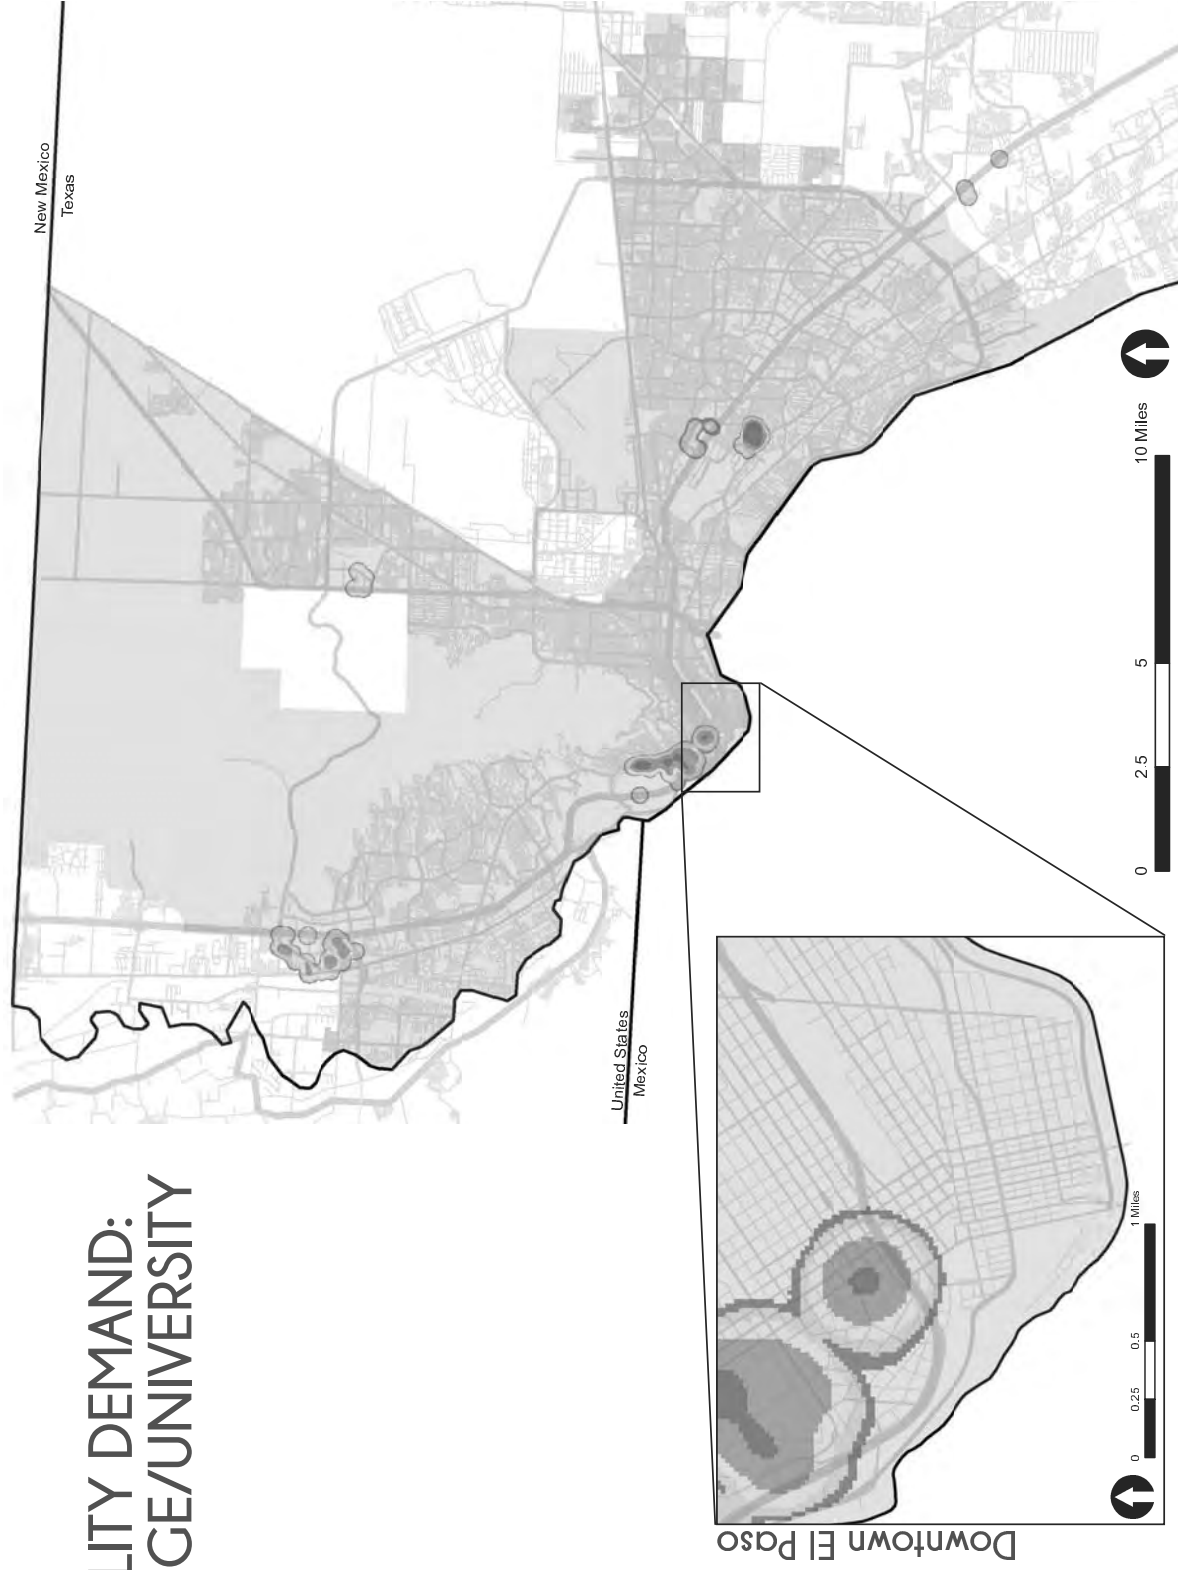 LITY DEMAND:
GE/UNIVERSITY
New Mexico
Texas
United States
Mexico
0 2.5 5 10 Miles
Downtown El Paso
0 0.25 0.5 1 Miles